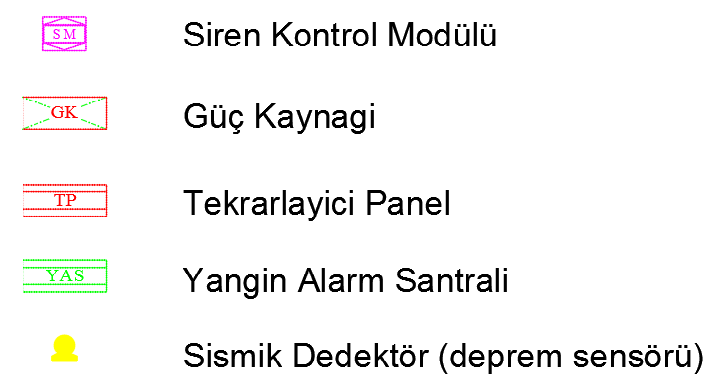 SM Siren Kontrol Modülü
GK Güç Kaynagi
TP Tekrarlayici Panel
YAS Yangin Alarm Santrali
Sismik Dedektör (deprem sensörü)